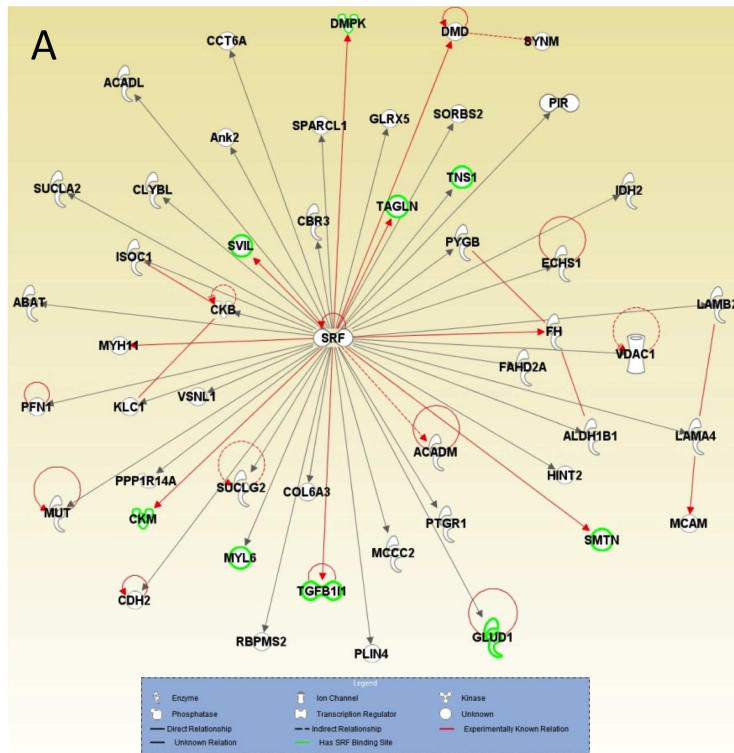 A
DMPK
DMD
CCT6A
SYNM
ACADL
PIR
SPARCL1
GLRX5
SORBS2
Ank2
TNS1
SUCLA2
CLYBL
IDH2
TAGLN
CBR3
SVIL
PYGB
ISOC1
ECHS1
ABAT
CKB
LAMB2
FH
MYH11
SRF
VDAC1
FAHD2A
PFN1
KLC1
VSNL1
ALDH1B1
LAMA4
ACADM
PPP1R14A
SUCLG2
COL6A3
HINT2
MUT
CKM
PTGR1
MCAM
SMTN
MYL6
MCCC2
TGFB1I1
CDH2
GLUD1
RBPMS2
PLIN4
Legend
Enzyme Ion Channel Kinase
Phosphatase Transcription Regulator Unknown
Direct Relationship Indirect Relationship Experimentally Known Relation
Unknown Relation Has SRF Binding Site